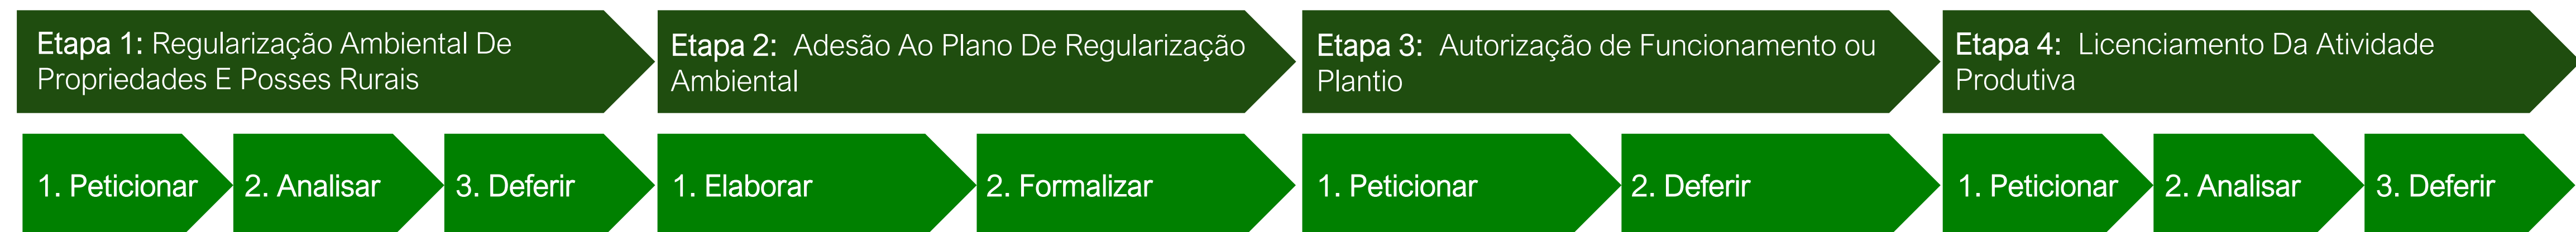 Etapa 1: Regularização Ambiental De
Propriedades E Posses Rurais
Etapa 2:  Adesão Ao Plano De Regularização
Ambiental
Etapa 3:  Autorização de Funcionamento ou
Plantio
Etapa 4:  Licenciamento Da Atividade
Produtiva
1. Peticionar
2. Analisar
3. Deferir
1. Elaborar
2. Formalizar
1. Peticionar
2. Deferir
1. Peticionar
2. Analisar
3. Deferir